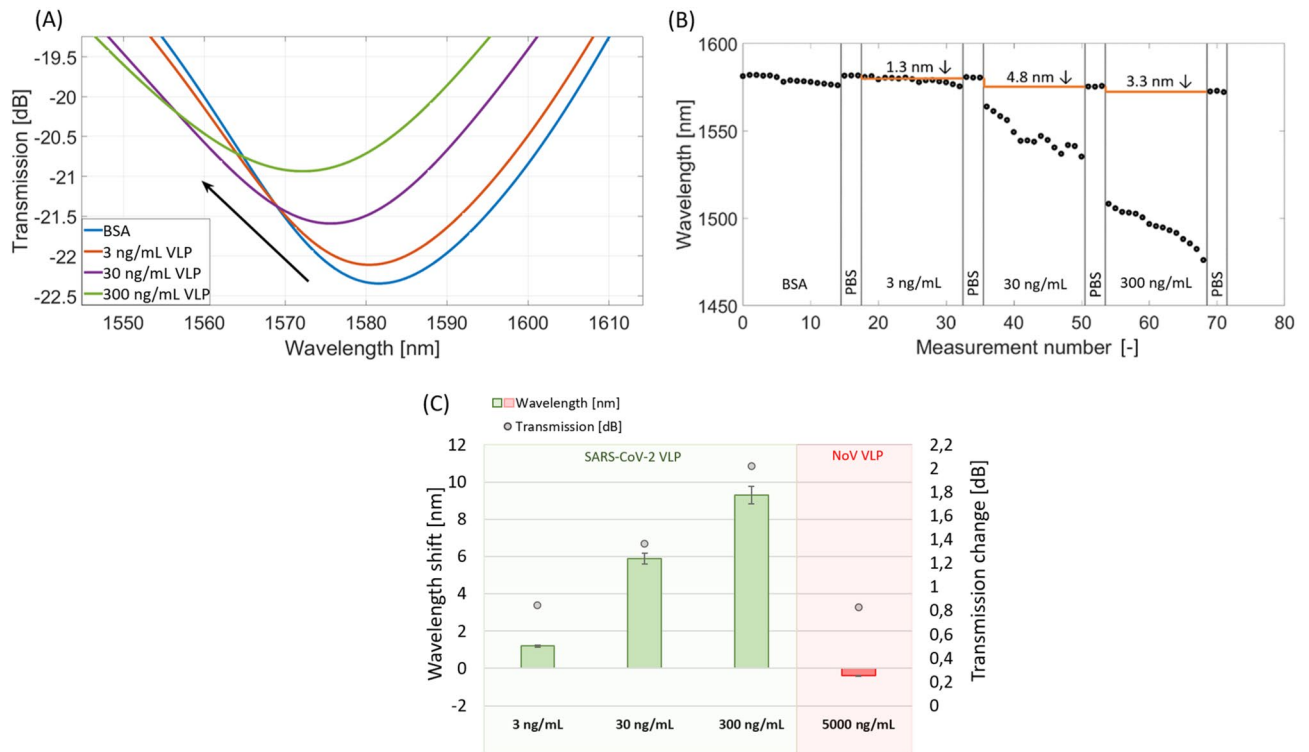 (A)
Transmission [dB]
-19.5
-20
-20.5
-21
-21.5
-22
-22.5
BSA
3 ng/mL VLP
30 ng/mL VLP
300 ng/mL VLP
1550 1560 1570 1580 1590 1600 1610
Wavelength [nm]
(B)
Wavelength [nm]
1600
1550
1500
1450
1.3 nm ↓
4.8 nm ↓
3.3 nm ↓
BSA PBS 3 ng/mL PBS 30 ng/mL PBS 300 ng/mL PBS
0 10 20 30 40 50 60 70 80
Measurement number [-]
(C)
Wavelength [nm]
Transmission [dB]
SARS-CoV-2 VLP
NoV VLP
Wavelength shift [nm]
12
10
8
6
4
2
0
-2
Transmission change [dB]
2,2
2
1,8
1,6
1,4
1,2
1
0,8
0,6
0,4
0,2
0
3 ng/mL 30 ng/mL 300 ng/mL 5000 ng/mL